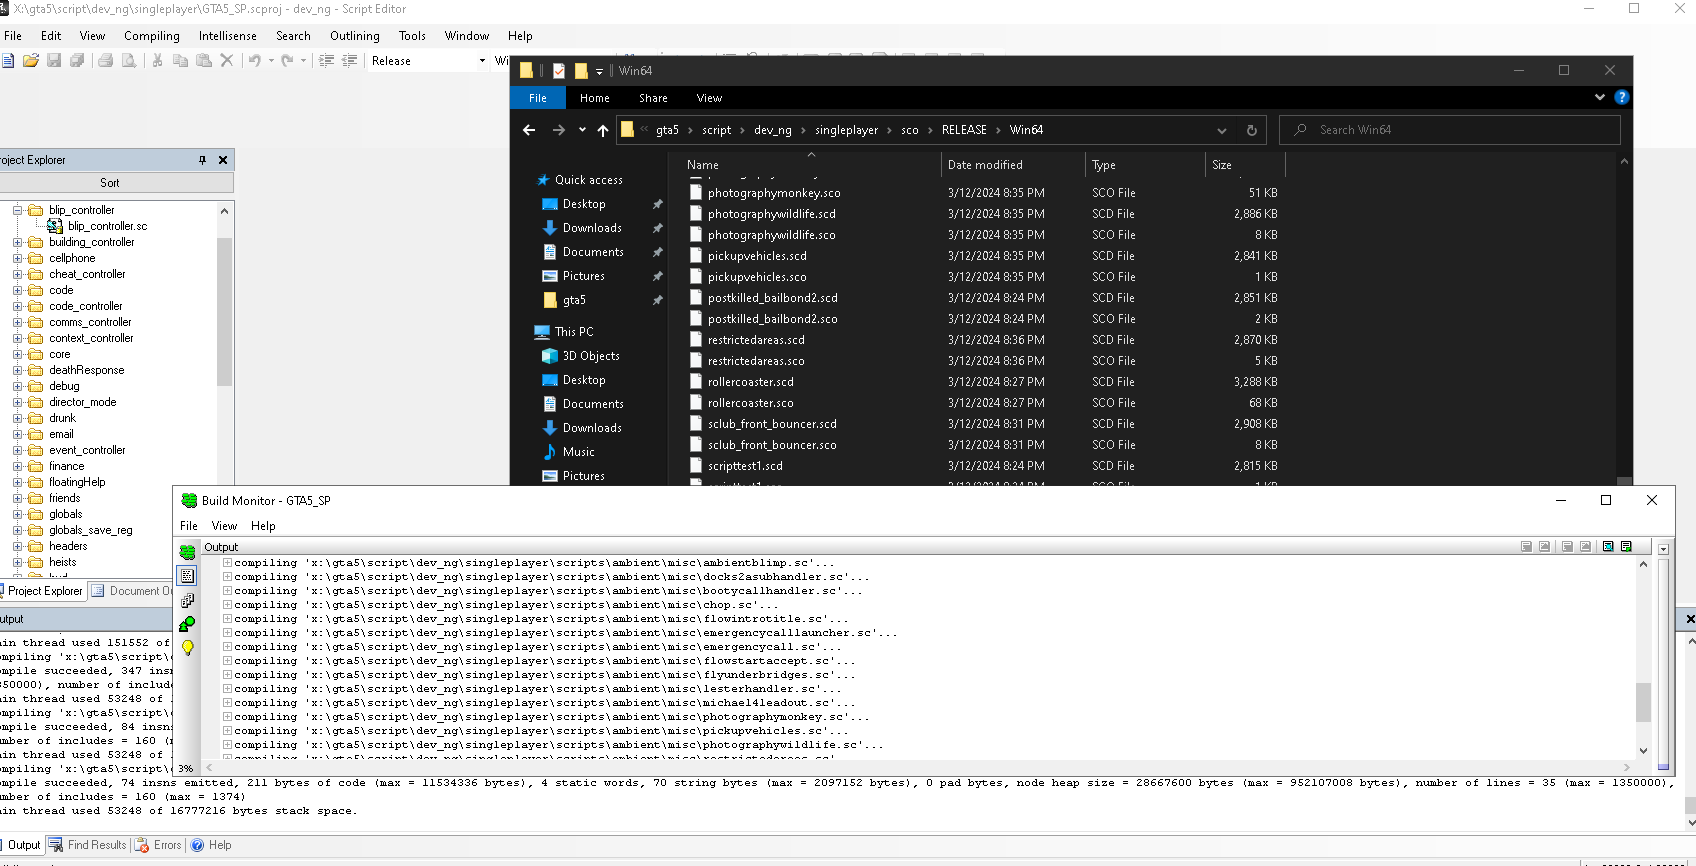 X:\gta5\script\dev_ng\singleplayer\GTA5_SP.scproj - dev_ng - Script Editor
File Edit View Compiling Intellisense Search Outlining Tools Window Help
Release
Win64
File Home Share View
gta5 › script › dev_ng › singleplayer › sco › RELEASE › Win64
Search Win64
roject Explorer
Sort
blip_controller
blip_controller.sc
building_controller
cellphone
cheat_controller
code
code_controller
comms_controller
context_controller
core
deathResponse
debug
director_mode
drunk
email
event_controller
finance
floatingHelp
friends
globals
globals_save_reg
headers
heists
Project Explorer Document Ou
Quick access
Desktop
Downloads
Documents
Pictures
gta5
This PC
3D Objects
Desktop
Documents
Downloads
Music
Pictures
Name Date modified Type Size
photographymonkey.sco 3/12/2024 8:35 PM SCO File 51 KB
photographywildlife.scd 3/12/2024 8:35 PM SCD File 2,886 KB
photographywildlife.sco 3/12/2024 8:35 PM SCO File 8 KB
pickupvehicles.scd 3/12/2024 8:35 PM SCD File 2,841 KB
pickupvehicles.sco 3/12/2024 8:35 PM SCO File 1 KB
postkilled_bailbond2.scd 3/12/2024 8:24 PM SCD File 2,851 KB
postkilled_bailbond2.sco 3/12/2024 8:24 PM SCO File 2 KB
restrictedareas.scd 3/12/2024 8:36 PM SCD File 2,870 KB
restrictedareas.sco 3/12/2024 8:36 PM SCO File 5 KB
rollercoaster.scd 3/12/2024 8:27 PM SCD File 3,288 KB
rollercoaster.sco 3/12/2024 8:27 PM SCO File 68 KB
sclub_front_bouncer.scd 3/12/2024 8:31 PM SCD File 2,908 KB
sclub_front_bouncer.sco 3/12/2024 8:31 PM SCO File 8 KB
scripttest1.scd 3/12/2024 8:24 PM SCD File 2,815 KB
Build Monitor - GTA5_SP
File View Help
Output
compiling 'x:\gta5\script\dev_ng\singleplayer\scripts\ambient\misc\ambientblimp.sc'...
compiling 'x:\gta5\script\dev_ng\singleplayer\scripts\ambient\misc\docks2asubhandler.sc'...
compiling 'x:\gta5\script\dev_ng\singleplayer\scripts\ambient\misc\bootycallhandler.sc'...
compiling 'x:\gta5\script\dev_ng\singleplayer\scripts\ambient\misc\chop.sc'...
compiling 'x:\gta5\script\dev_ng\singleplayer\scripts\ambient\misc\flowintrotitle.sc'...
compiling 'x:\gta5\script\dev_ng\singleplayer\scripts\ambient\misc\emergencycalllauncher.sc'...
compiling 'x:\gta5\script\dev_ng\singleplayer\scripts\ambient\misc\emergencycall.sc'...
compiling 'x:\gta5\script\dev_ng\singleplayer\scripts\ambient\misc\flowstartaccept.sc'...
compiling 'x:\gta5\script\dev_ng\singleplayer\scripts\ambient\misc\flyunderbridges.sc'...
compiling 'x:\gta5\script\dev_ng\singleplayer\scripts\ambient\misc\lesterhandler.sc'...
compiling 'x:\gta5\script\dev_ng\singleplayer\scripts\ambient\misc\michael4leadout.sc'...
compiling 'x:\gta5\script\dev_ng\singleplayer\scripts\ambient\misc\photographymonkey.sc'...
compiling 'x:\gta5\script\dev_ng\singleplayer\scripts\ambient\misc\pickupvehicles.sc'...
compiling 'x:\gta5\script\dev_ng\singleplayer\scripts\ambient\misc\photographywildlife.sc'...
3%
utput
ain thread used 151552 of
ompiling 'x:\gta5\script\
mpile succeeded, 347 insn
50000), number of include
ain thread used 53248 of
ompiling 'x:\gta5\script\
mpile succeeded, 84 insns
mber of includes = 160 (m
ain thread used 53248 of
ompiling 'x:\gta5\script\
mpile succeeded, 74 insns emitted, 211 bytes of code (max = 11534336 bytes), 4 static words, 70 string bytes (max = 2097152 bytes), 0 pad bytes, node heap size = 28667600 bytes (max = 952107008 bytes), number of lines = 35 (max = 1350000),
mber of includes = 160 (max = 1374)
ain thread used 53248 of 16777216 bytes stack space.
Output Find Results Errors Help